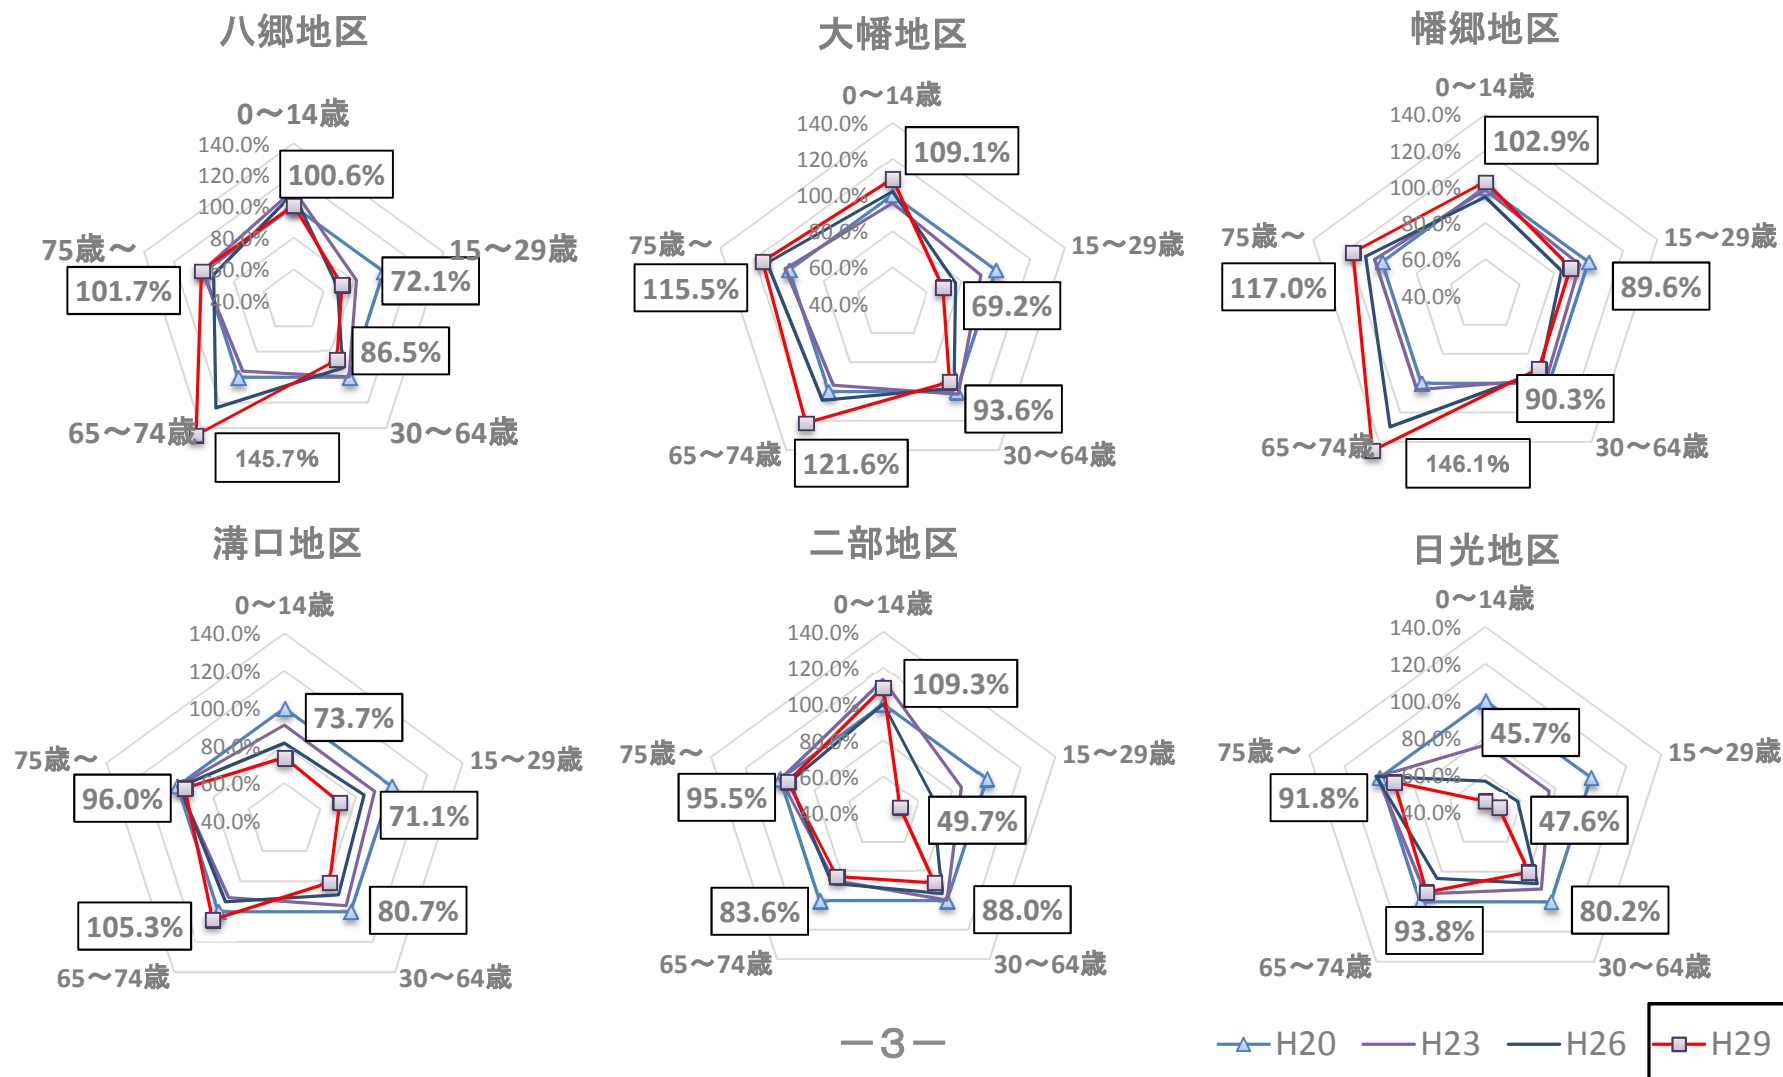 八郷地区
0～14歳
140.0%
120.0%
100.0%
80.0%
60.0%
40.0%
100.6%
15～29歳
72.1%
86.5%
30～64歳
145.7%
65～74歳
101.7%
75歳～
大幡地区
0～14歳
140.0%
120.0%
100.0%
80.0%
60.0%
40.0%
109.1%
15～29歳
69.2%
93.6%
30～64歳
121.6%
65～74歳
115.5%
75歳～
幡郷地区
0～14歳
140.0%
120.0%
100.0%
80.0%
60.0%
40.0%
102.9%
15～29歳
89.6%
90.3%
30～64歳
146.1%
65～74歳
117.0%
75歳～
溝口地区
0～14歳
140.0%
120.0%
100.0%
80.0%
60.0%
40.0%
73.7%
15～29歳
71.1%
80.7%
30～64歳
105.3%
65～74歳
96.0%
75歳～
二部地区
0～14歳
140.0%
120.0%
100.0%
80.0%
60.0%
40.0%
109.3%
15～29歳
49.7%
88.0%
30～64歳
83.6%
65～74歳
95.5%
75歳～
日光地区
0～14歳
140.0%
120.0%
100.0%
80.0%
60.0%
40.0%
45.7%
15～29歳
47.6%
80.2%
30～64歳
93.8%
65～74歳
91.8%
75歳～
－3－
H20 H23 H26 H29